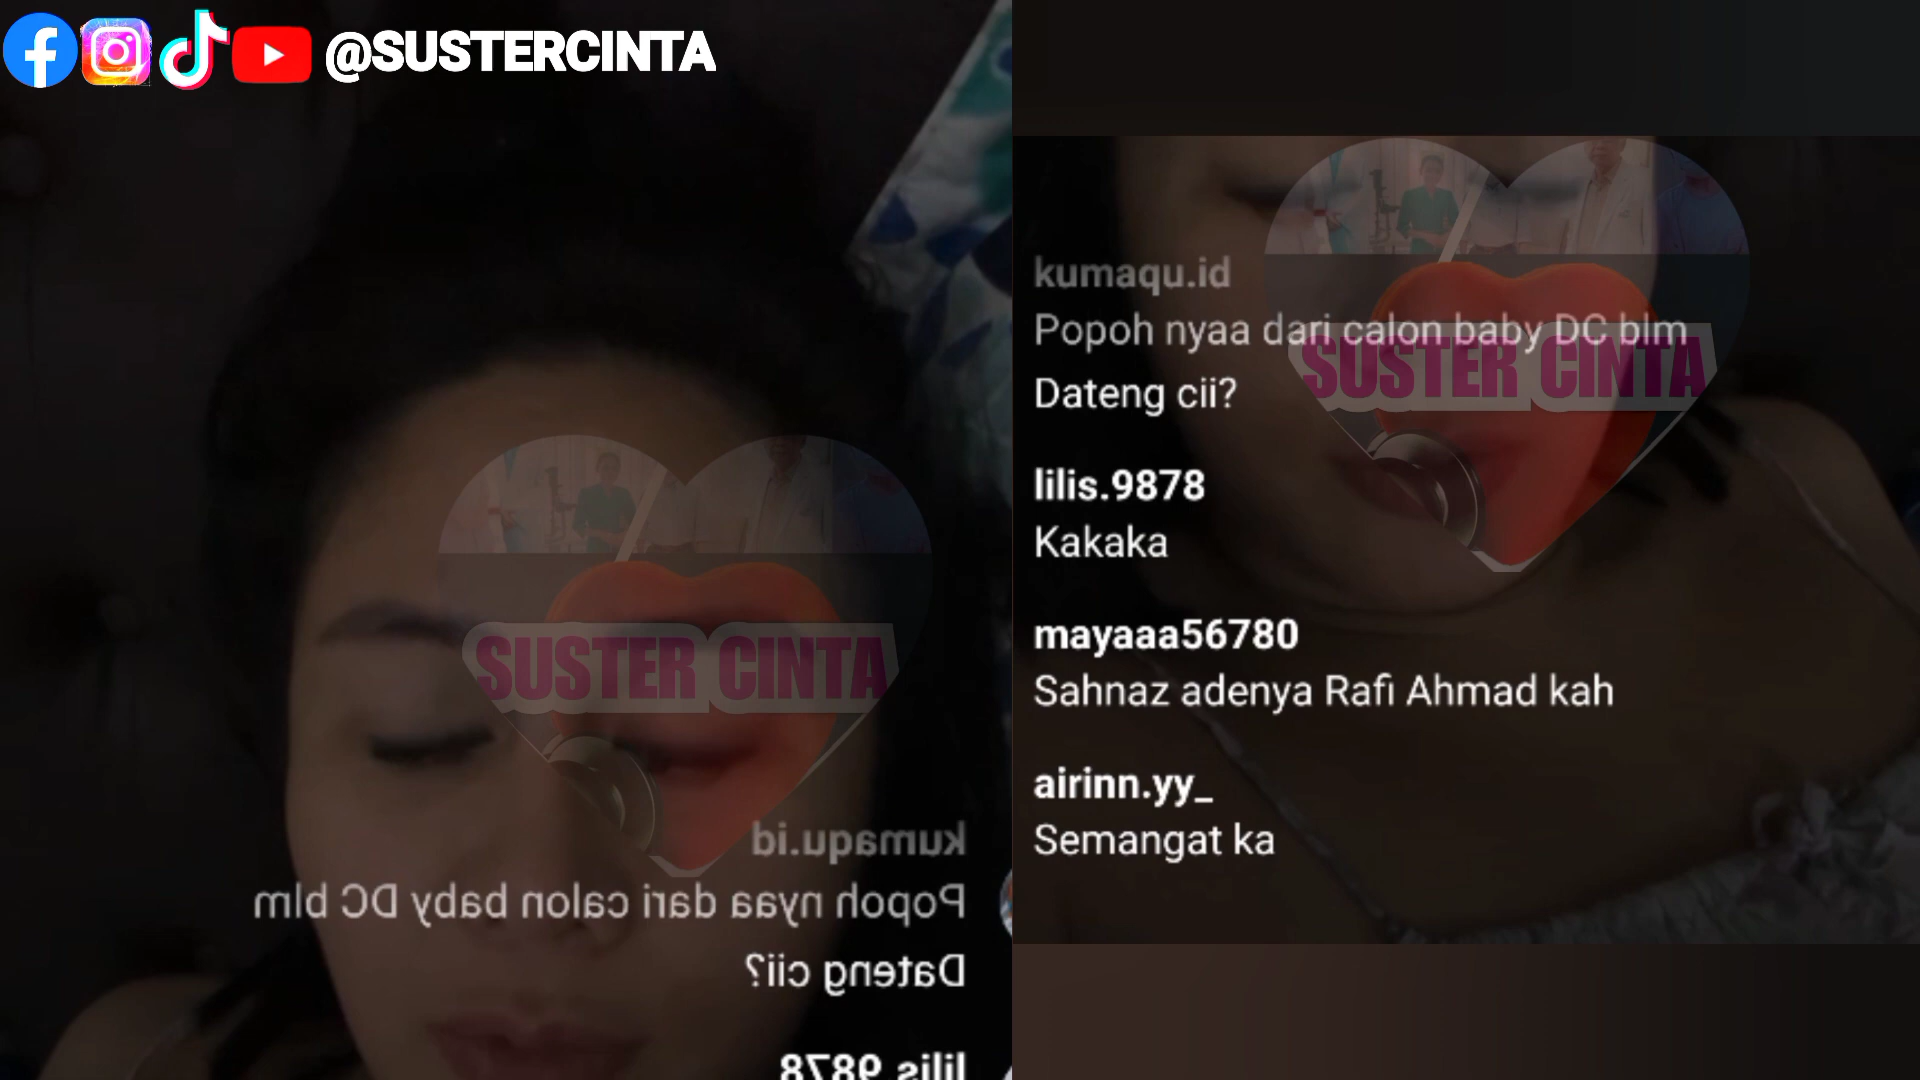 @SUSTERCINTA
SUSTER CINTA
kumaqu.id
Popoh nyaa dari calon baby DC blm
Dateng cii?
lilis.9878
kumaqu.id
Popoh nyaa dari calon baby DC blm
Dateng cii?
SUSTER CINTA
lilis.9878
Kakaka
mayaaa56780
Sahnaz adenya Rafi Ahmad kah
airinn.yy_
Semangat ka